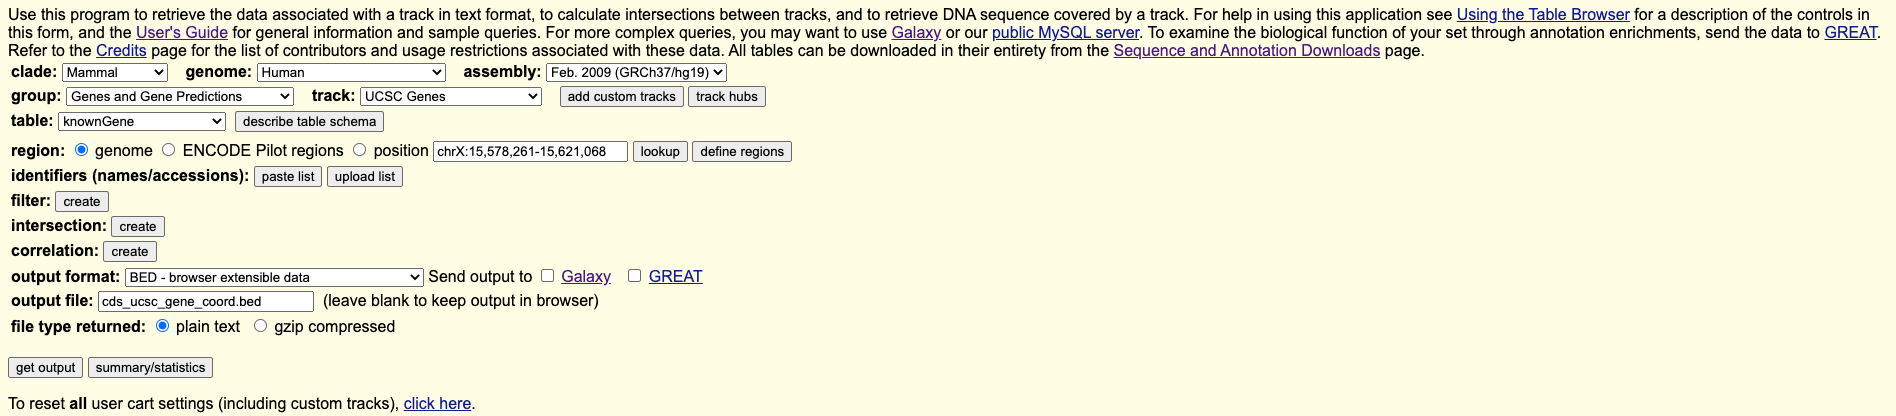 Use this program to retrieve the data associated with a track in text format, to calculate intersections between tracks, and to retrieve DNA sequence covered by a track. For help in using this application see Using the Table Browser for a description of the controls in
this form, and the User's Guide for general information and sample queries. For more complex queries, you may want to use Galaxy or our public MySQL server. To examine the biological function of your set through annotation enrichments, send the data to GREAT.
Refer to the Credits page for the list of contributors and usage restrictions associated with these data. All tables can be downloaded in their entirety from the Sequence and Annotation Downloads page.
clade: Mammal genome: Human assembly: Feb. 2009 (GRCh37/hg19)
group: Genes and Gene Predictions track: UCSC Genes add custom tracks track hubs
table: knownGene describe table schema
region: genome ENCODE Pilot regions position chrX:15,578,261-15,621,068 lookup define regions
identifiers (names/accessions): paste list upload list
filter: create
intersection: create
correlation: create
output format: BED - browser extensible data Send output to Galaxy GREAT
output file: cds_ucsc_gene_coord.bed (leave blank to keep output in browser)
file type returned: plain text gzip compressed
get output summary/statistics
To reset all user cart settings (including custom tracks), click here.